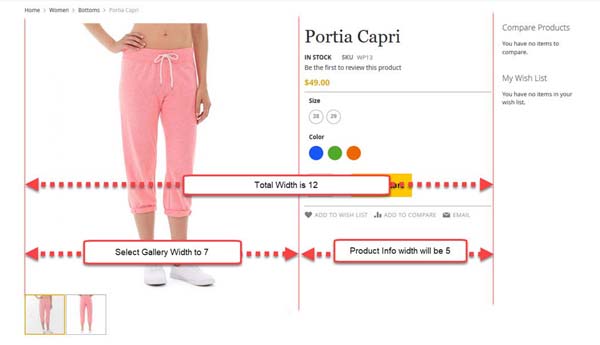 Home > Women > Bottoms > Portia Capri
Portia Capri
IN STOCK SKU WP13
Be the first to review this product
$49.00
Size
28 29
Color
Total Width is 12
ADD TO WISH LIST ADD TO COMPARE EMAIL
Select Gallery Width to 7
Product Info width will be 5
Compare Products
You have no items to
compare.
My Wish List
You have no items in your
wish list.